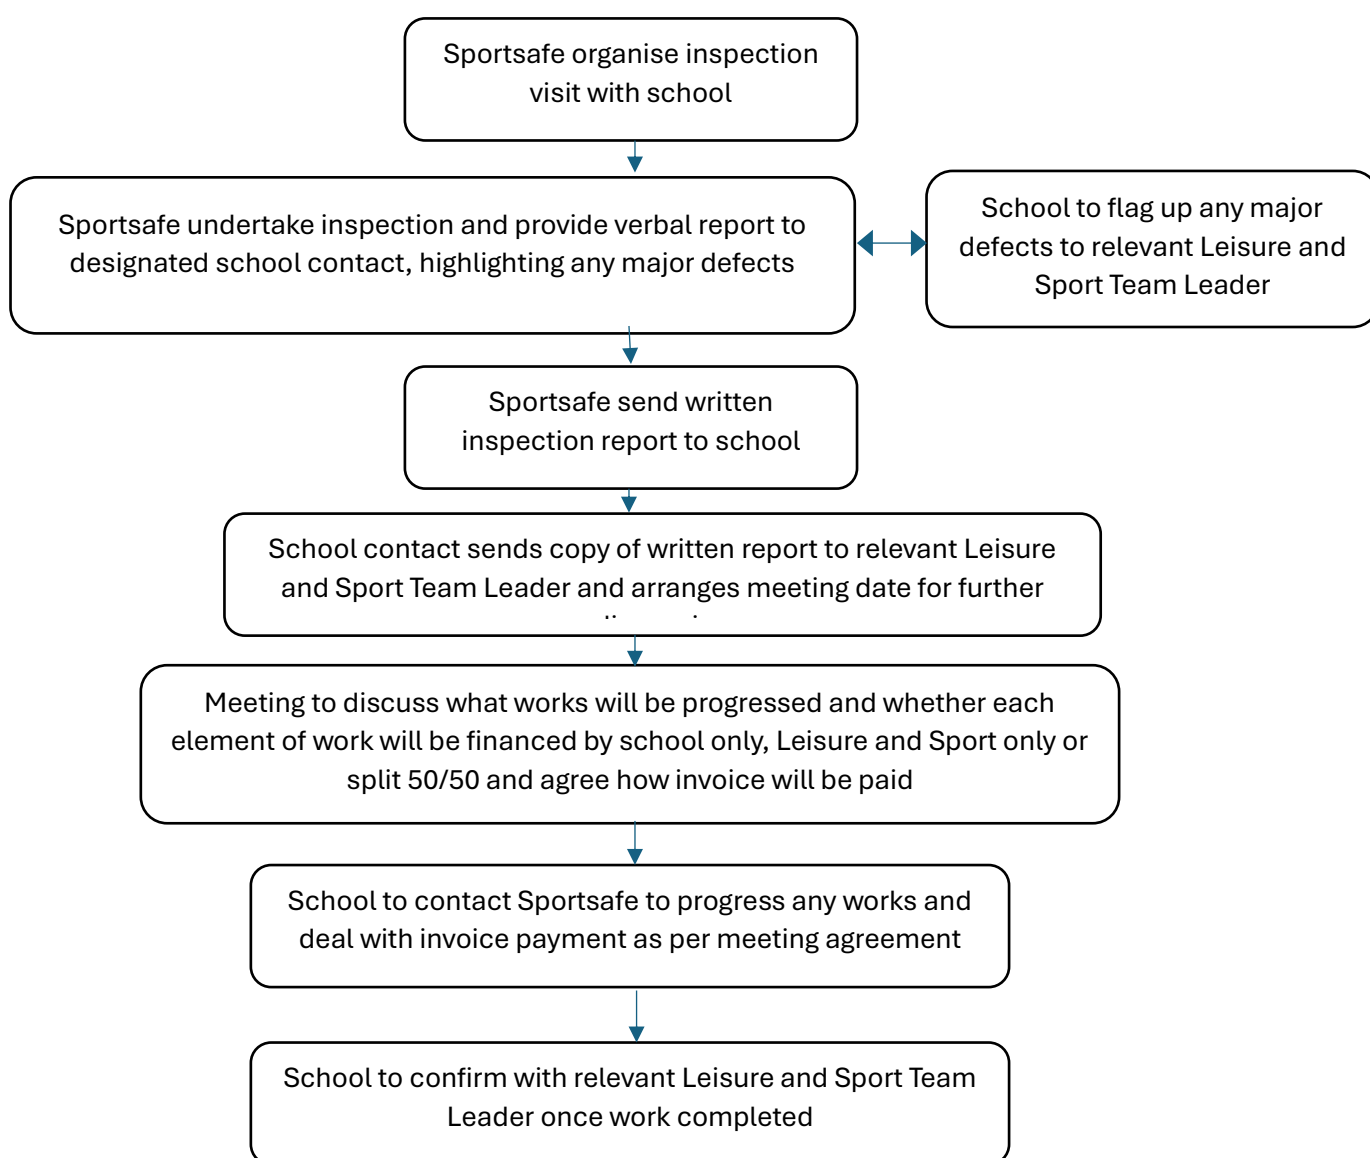 Sportsafe organise inspection
visit with school
Sportsafe undertake inspection and provide verbal report to
designated school contact, highlighting any major defects
School to flag up any major
defects to relevant Leisure and
Sport Team Leader
Sportsafe send written
inspection report to school
School contact sends copy of written report to relevant Leisure
and Sport Team Leader and arranges meeting date for further
Meeting to discuss what works will be progressed and whether each
element of work will be financed by school only, Leisure and Sport only or
split 50/50 and agree how invoice will be paid
School to contact Sportsafe to progress any works and
deal with invoice payment as per meeting agreement
School to confirm with relevant Leisure and Sport Team
Leader once work completed